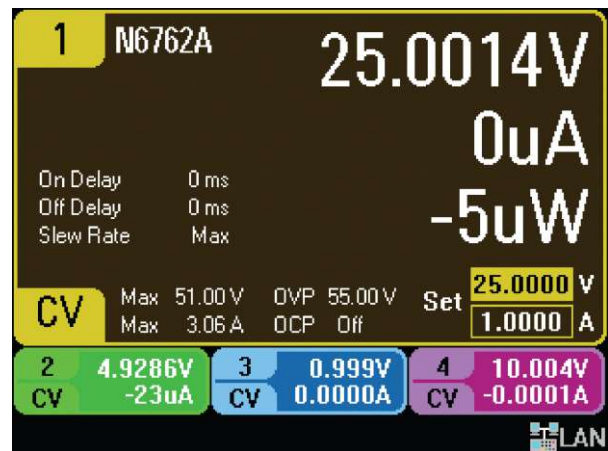 1 N6762A 25.0014V
0uA
On Delay 0 ms
Off Delay 0 ms -5uW
Slew Rate Max
CV Max 51.00 V OVP 55.00 V Set 25.0000 V
Max 3.06 A OCP Off 1.0000 A
2 4.9286V 3 0.999V 4 10.004V
CV -23uA CV 0.0000A CV -0.0001A
LAN